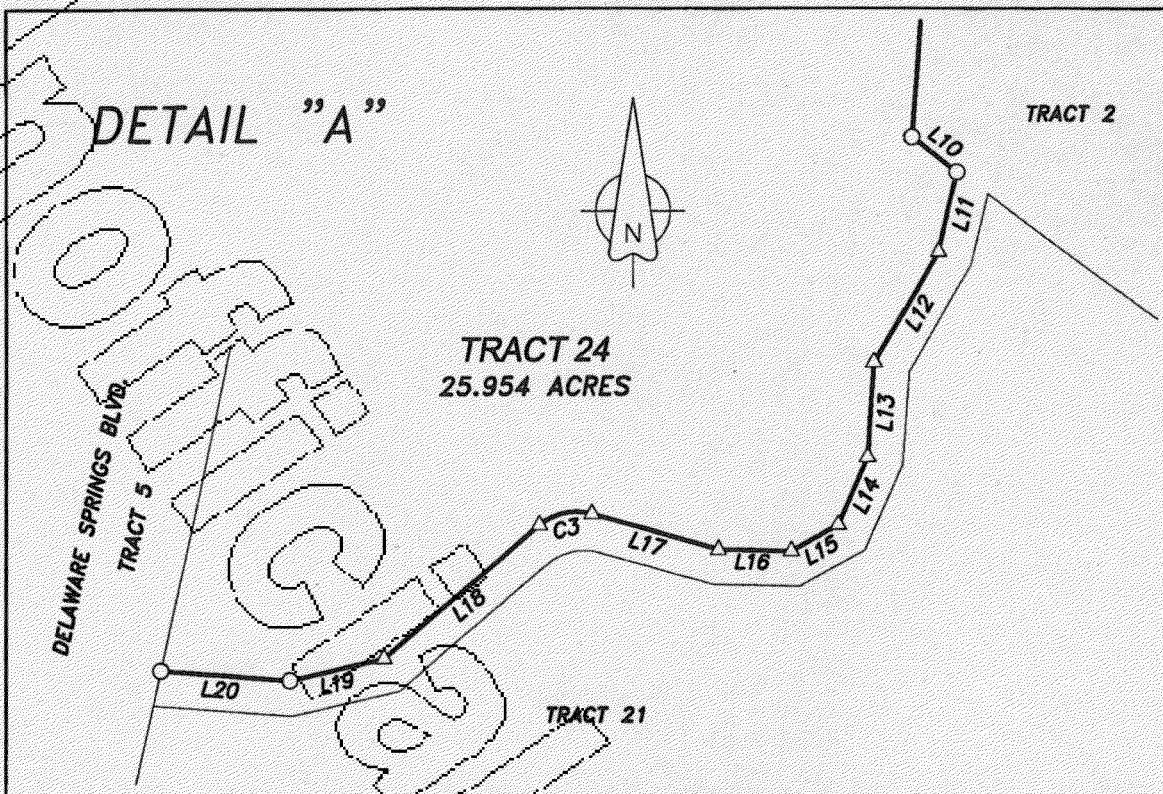 DETAIL "A"
TRACT 2
L10
L11
N
L12
TRACT 24
25.954 ACRES
L13
DELAWARE SPRINGS BLVD.
TRACT 5
L14
C3
L17
L16
L15
L18
L20
L19
TRACT 21